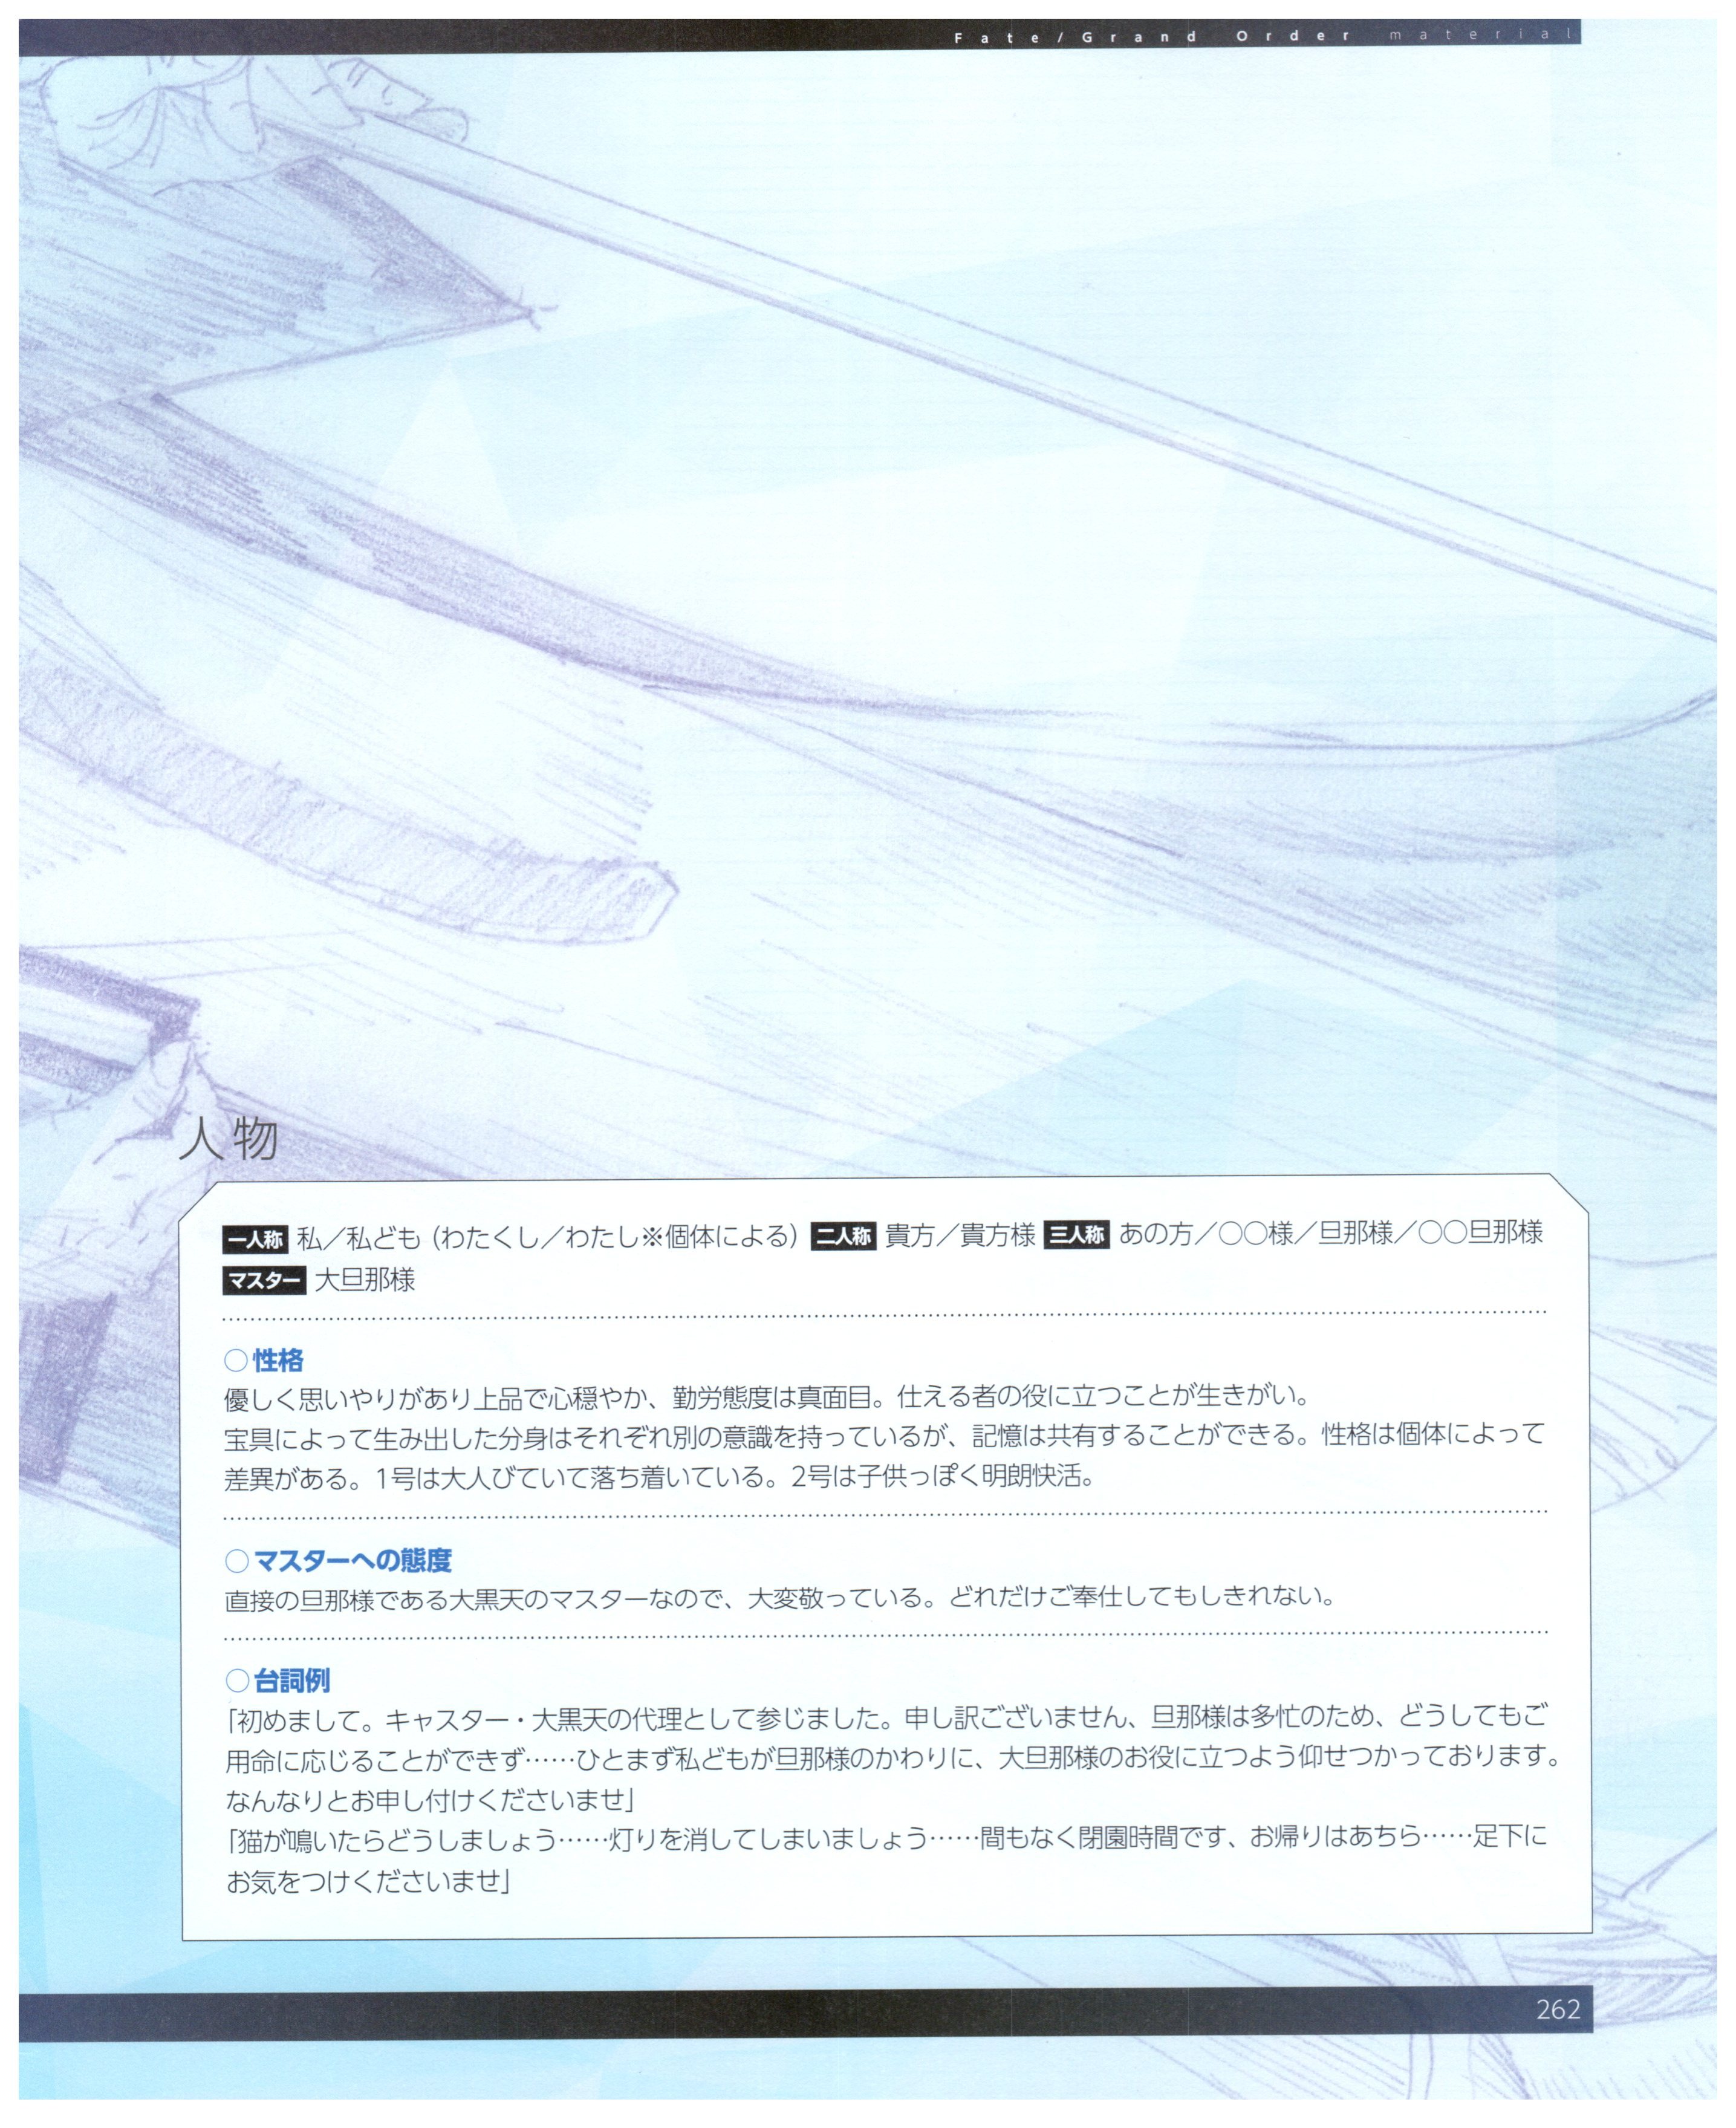 Fate/Grand Order material
人物
一人称 私／私ども（わたくし／わたし※個体による） 二人称 貴方／貴方様 三人称 あの方／○○様／旦那様／○○旦那様
マスター 大旦那様
○性格
優しく思いやりがあり上品で心穏やか、勤労態度は真面目。仕える者の役に立つことが生きがい。
宝具によって生み出した分身はそれぞれ別の意識を持っているが、記憶は共有することができる。性格は個体によって
差異がある。1号は大人びていて落ち着いている。2号は子供っぽく明朗快活。
○マスターへの態度
直接の旦那様である大黒天のマスターなので、大変敬っている。どれだけご奉仕してもしきれない。
○台詞例
「初めまして。キャスター・大黒天の代理として参じました。申し訳ございません、旦那様は多忙のため、どうしてもご
用命に応じることができず……ひとまず私どもが旦那様のかわりに、大旦那様のお役に立つよう仰せつかっております。
なんなりとお申し付けくださいませ」
「猫が鳴いたらどうしましょう……灯りを消してしまいましょう……間もなく閉園時間です、お帰りはあちら……足下に
お気をつけくださいませ」
262